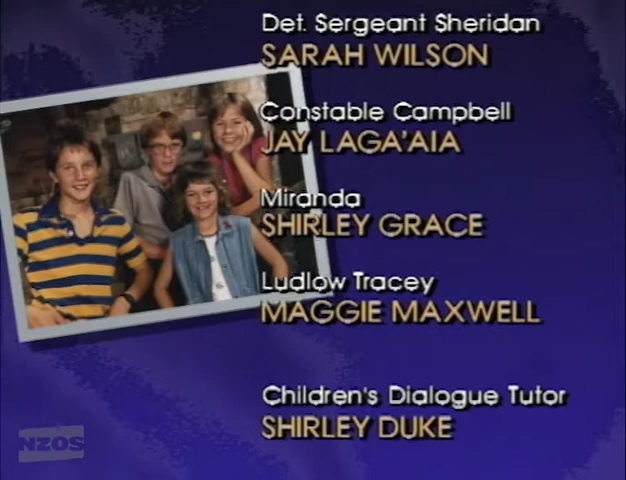 Det. Sergeant Sheridan
SARAH WILSON
Constable Campbell
JAY LAGA'AIA
Miranda
SHIRLEY GRACE
Ludlow Tracey
MAGGIE MAXWELL
Children's Dialogue Tutor
SHIRLEY DUKE
NZOS